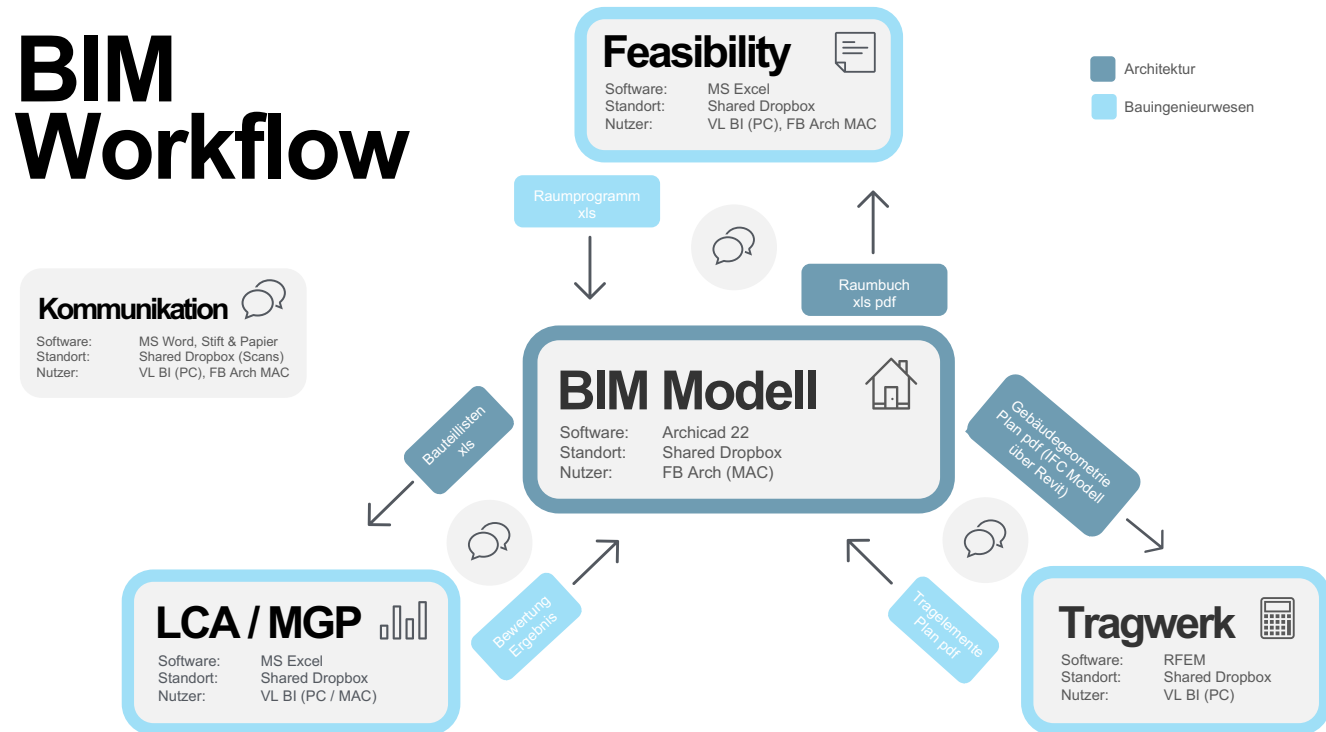 BIM
Workflow
Feasibility
Software: MS Excel
Standort: Shared Dropbox
Nutzer: VL BI (PC), FB Arch MAC
Architektur
Bauingenieurwesen
Raumprogramm
xls
Raumbuch
xls pdf
Kommunikation
Software: MS Word, Stift & Papier
Standort: Shared Dropbox (Scans)
Nutzer: VL BI (PC), FB Arch MAC
BIM Modell
Software: Archicad 22
Standort: Shared Dropbox
Nutzer: FB Arch (MAC)
Bauteillisten
xls
Gebäudegeometrie
Plan pdf (IFC Modell
über Revit)
Bewertung
Ergebnis
Tragelemente
Plan pdf
LCA / MGP
Software: MS Excel
Standort: Shared Dropbox
Nutzer: VL BI (PC / MAC)
Tragwerk
Software: RFEM
Standort: Shared Dropbox
Nutzer: VL BI (PC)